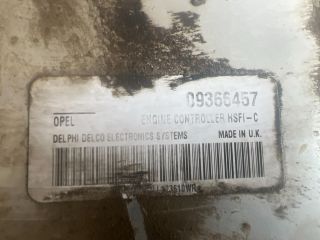 09366457
OPEL ENGINE CONTROLLER HSFI-C
DELPHI DELCO ELECTRONICS SYSTEMS MADE IN U.K.